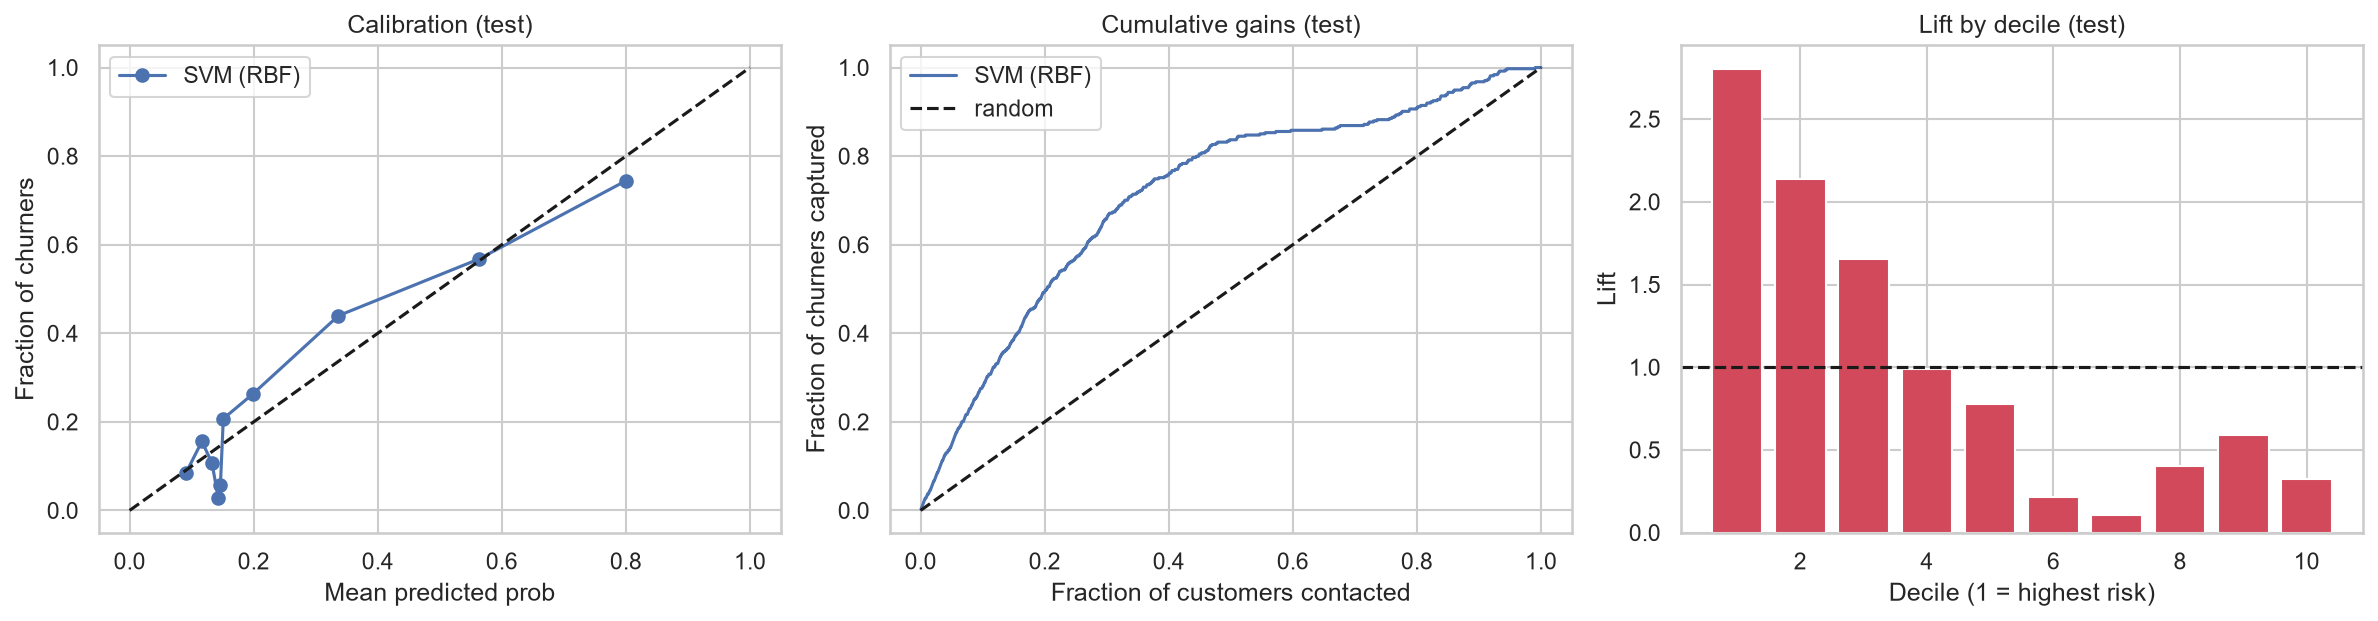 Calibration (test)
SVM (RBF)
1.0
0.8
0.6
0.4
0.2
0.0
Fraction of churners
0.0 0.2 0.4 0.6 0.8 1.0
Mean predicted prob
Cumulative gains (test)
SVM (RBF)
random
1.0
0.8
0.6
0.4
0.2
0.0
Fraction of churners captured
0.0 0.2 0.4 0.6 0.8 1.0
Fraction of customers contacted
Lift by decile (test)
2.5
2.0
1.5
1.0
0.5
0.0
Lift
2 4 6 8 10
Decile (1 = highest risk)